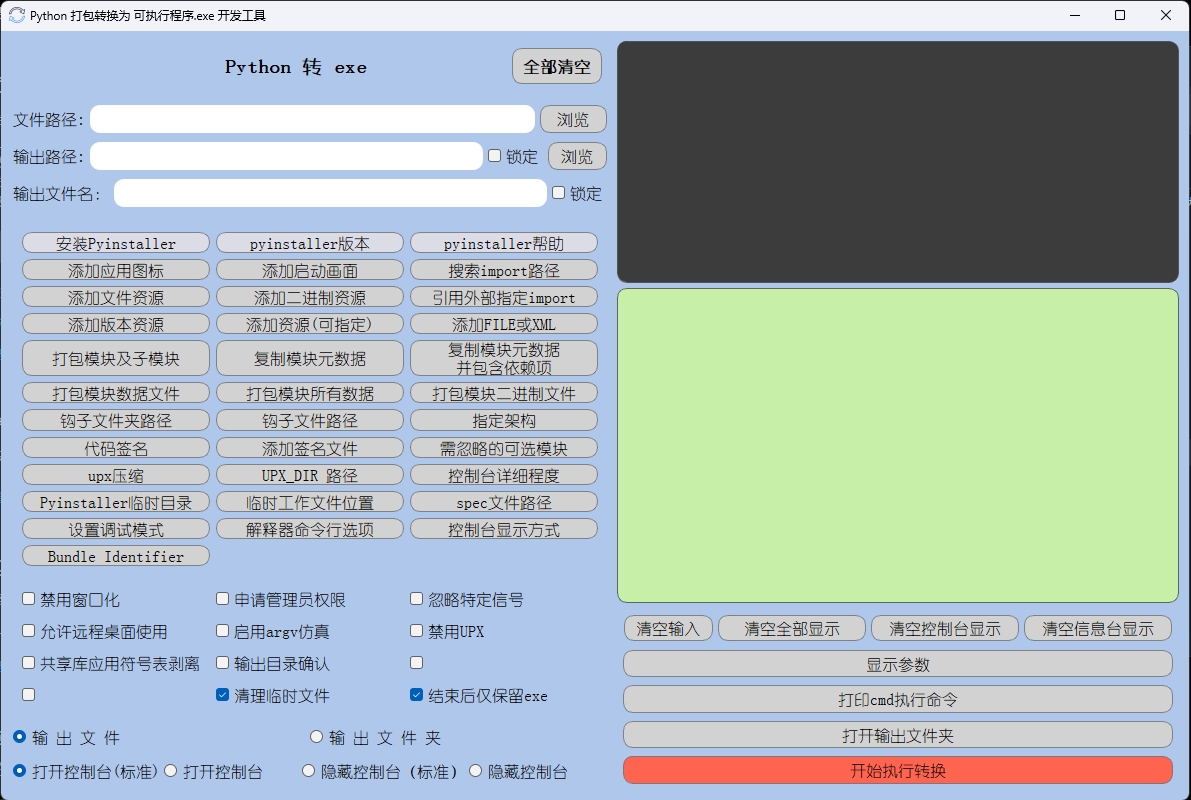 Python 打包转换为 可执行程序.exe 开发工具
Python 转 exe
全部清空
文件路径：
浏览
输出路径：
锁定
浏览
输出文件名：
锁定
安装Pyinstaller
pyinstaller版本
pyinstaller帮助
添加应用图标
添加启动画面
搜索import路径
添加文件资源
添加二进制资源
引用外部指定import
添加版本资源
添加资源(可指定)
添加FILE或XML
打包模块及子模块
复制模块元数据
复制模块元数据
并包含依赖项
打包模块数据文件
打包模块所有数据
打包模块二进制文件
钩子文件夹路径
钩子文件路径
指定架构
代码签名
添加签名文件
需忽略的可选模块
upx压缩
UPX_DIR 路径
控制台详细程度
Pyinstaller临时目录
临时工作文件位置
spec文件路径
设置调试模式
解释器命令行选项
控制台显示方式
Bundle Identifier
禁用窗口化
申请管理员权限
忽略特定信号
允许远程桌面使用
启用argv仿真
禁用UPX
共享库应用符号表剥离
输出目录确认
清理临时文件
结束后仅保留exe
输 出 文 件
输 出 文 件 夹
打开控制台(标准)
打开控制台
隐藏控制台 (标准)
隐藏控制台
清空输入
清空全部显示
清空控制台显示
清空信息台显示
显示参数
打印cmd执行命令
打开输出文件夹
开始执行转换